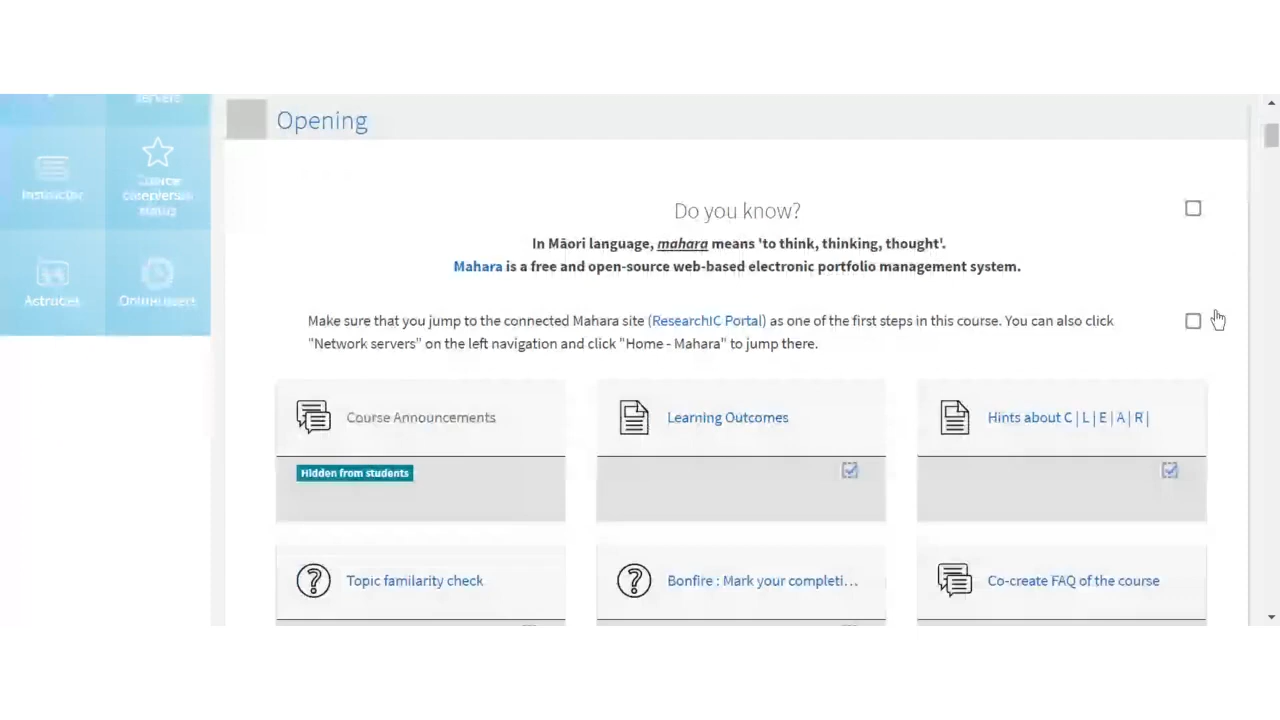 Opening
Do you know?
In Māori language, mahara means 'to think, thinking, thought'.
Mahara is a free and open-source web-based electronic portfolio management system.
Make sure that you jump to the connected Mahara site (ResearchIC Portal) as one of the first steps in this course. You can also click
"Network servers" on the left navigation and click "Home - Mahara" to jump there.
Course Announcements
Learning Outcomes
Hints about C | L | E | A | R |
Hidden from students
Topic familarity check
Bonfire : Mark your completi...
Co-create FAQ of the course
servers
Instructor